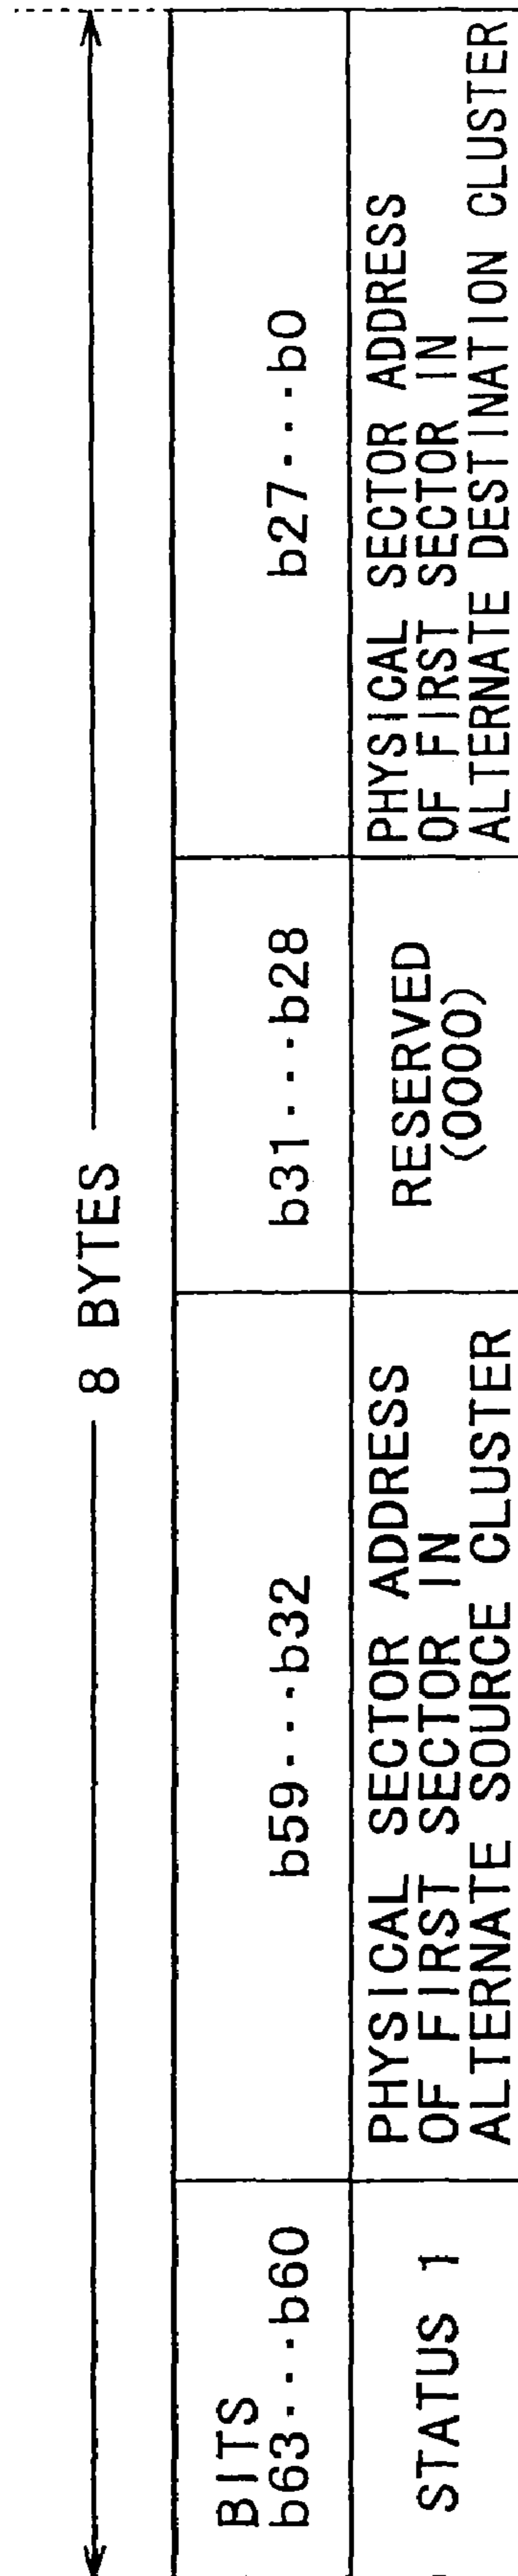 8 BYTES
BITS
b63···b60
b59···b32
b31···b28
b27···b0
STATUS 1
PHYSICAL SECTOR ADDRESS
OF FIRST SECTOR IN
ALTERNATE SOURCE CLUSTER
RESERVED
(0000)
PHYSICAL SECTOR ADDRESS
OF FIRST SECTOR IN
ALTERNATE DESTINATION CLUSTER